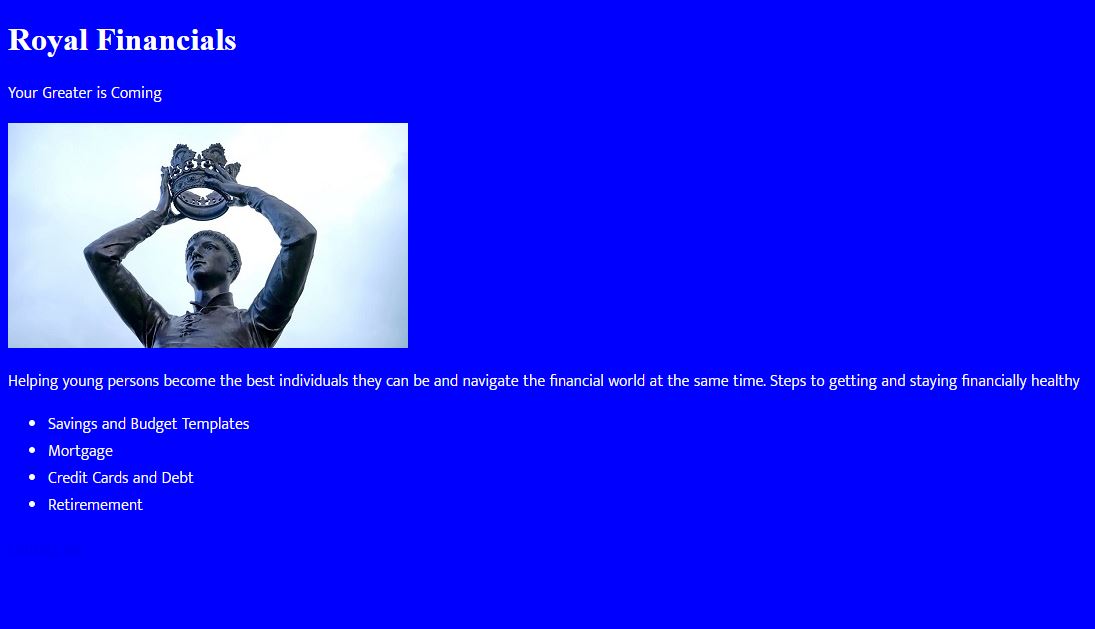 Royal Financials
Your Greater is Coming
Helping young persons become the best individuals they can be and navigate the financial world at the same time. Steps to getting and staying financially healthy
Savings and Budget Templates
Mortgage
Credit Cards and Debt
Retiremement